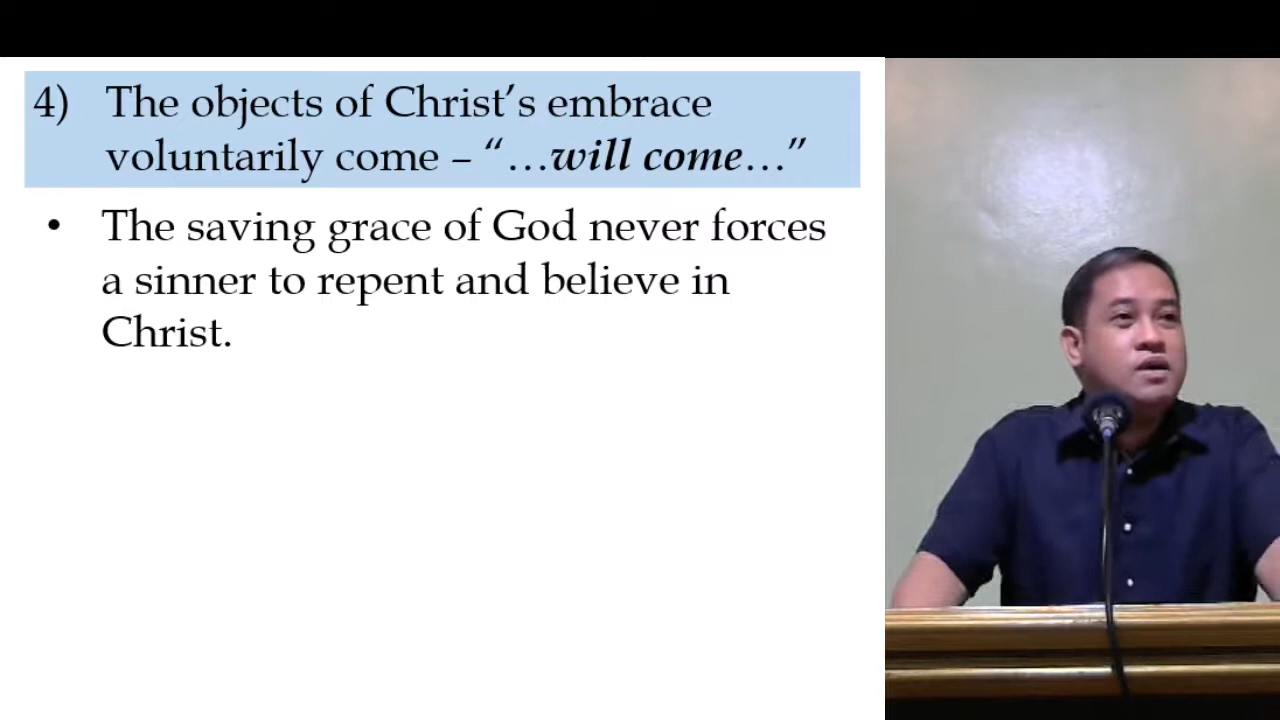 4) The objects of Christ’s embrace
voluntarily come – “…will come…”
• The saving grace of God never forces
a sinner to repent and believe in
Christ.